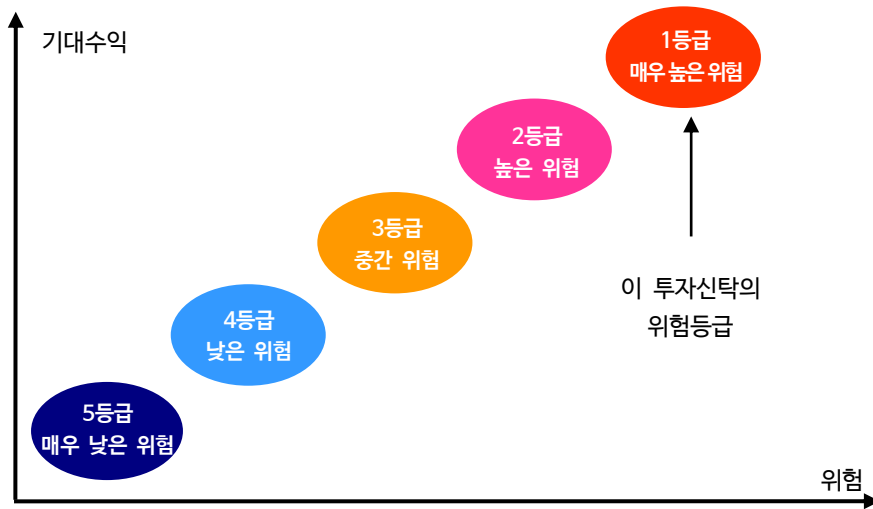 기대수익
1등급
매우 높은 위험
2등급
높은 위험
3등급
중간 위험
이 투자신탁의
위험등급
4등급
낮은 위험
5등급
매우 낮은 위험
위험